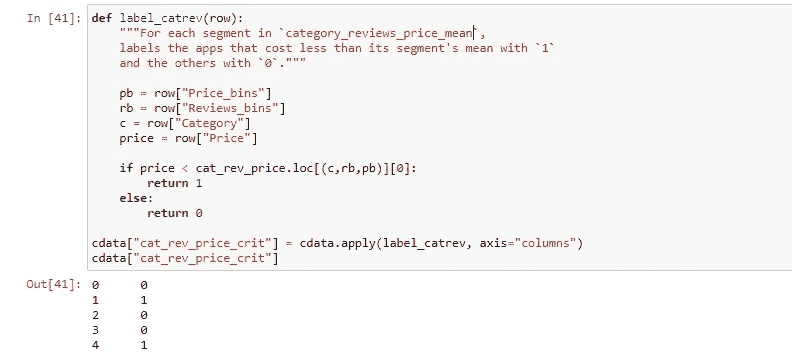 In [41]: def label_catrev(row):
    """For each segment in `category_reviews_price_mean`,
    labels the apps that cost less than its segment's mean with `1`
    and the others with `0`."""

    pb = row["Price_bins"]
    rb = row["Reviews_bins"]
    c = row["Category"]
    price = row["Price"]

    if price < cat_rev_price.loc[(c,rb,pb)][0]:
        return 1
    else:
        return 0

cdata["cat_rev_price_crit"] = cdata.apply(label_catrev, axis="columns")
cdata["cat_rev_price_crit"]
Out[41]: 0 0
1 1
2 0
3 0
4 1